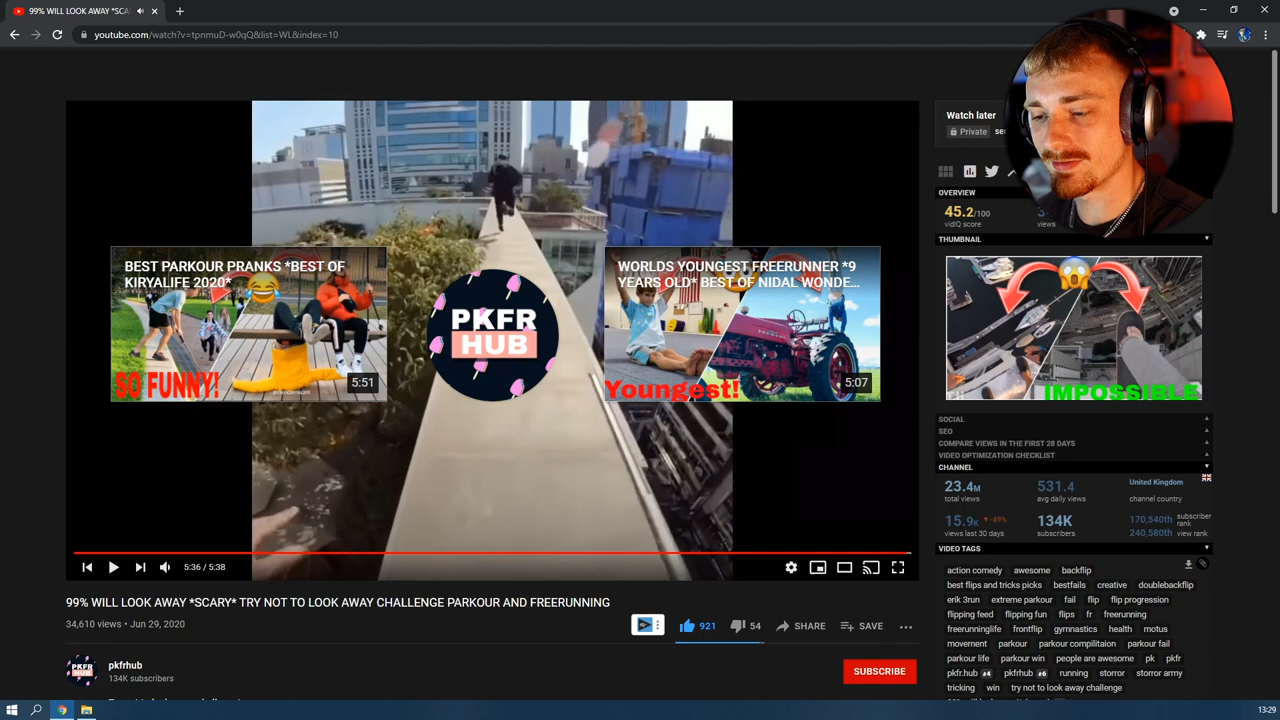 99% WILL LOOK AWAY *SCA
youtube.com/watch?v=tpnmuD-w0qQ&list=WL&index=10
BEST PARKOUR PRANKS *BEST OF
KIRYALIFE 2020*
SO FUNNY!
5:51
PKFR
HUB
WORLDS YOUNGEST FREERUNNER *9
YEARS OLD* BEST OF NIDAL WONDE...
Youngest!
5:07
5:36 / 5:38
99% WILL LOOK AWAY *SCARY* TRY NOT TO LOOK AWAY CHALLENGE PARKOUR AND FREERUNNING
34,610 views • Jun 29, 2020
921
54
SHARE
SAVE
PKFR
HUB
pkfrhub
134K subscribers
SUBSCRIBE
Watch later
Private
OVERVIEW
45.2/100
vidiQ score
views
THUMBNAIL
IMPOSSIBLE
SOCIAL
SEO
COMPARE VIEWS IN THE FIRST 28 DAYS
VIDEO OPTIMIZATION CHECKLIST
CHANNEL
23.4M
total views
531.4
avg daily views
United Kingdom
channel country
15.9K ▼-49%
views last 30 days
134K
subscribers
170,540th subscriber rank
240,580th view rank
VIDEO TAGS
action comedy awesome backflip
best flips and tricks picks bestfails creative doublebackflip
erik 3run extreme parkour fail flip flip progression
flipping feed flipping fun flips fr freerunning
freerunninglife frontflip gymnastics health motus
movement parkour parkour compilitaion parkour fail
parkour life parkour win people are awesome pk pkfr
pkfr.hub #4 pkfrhub #6 running storror storror army
tricking win try not to look away challenge
13:29